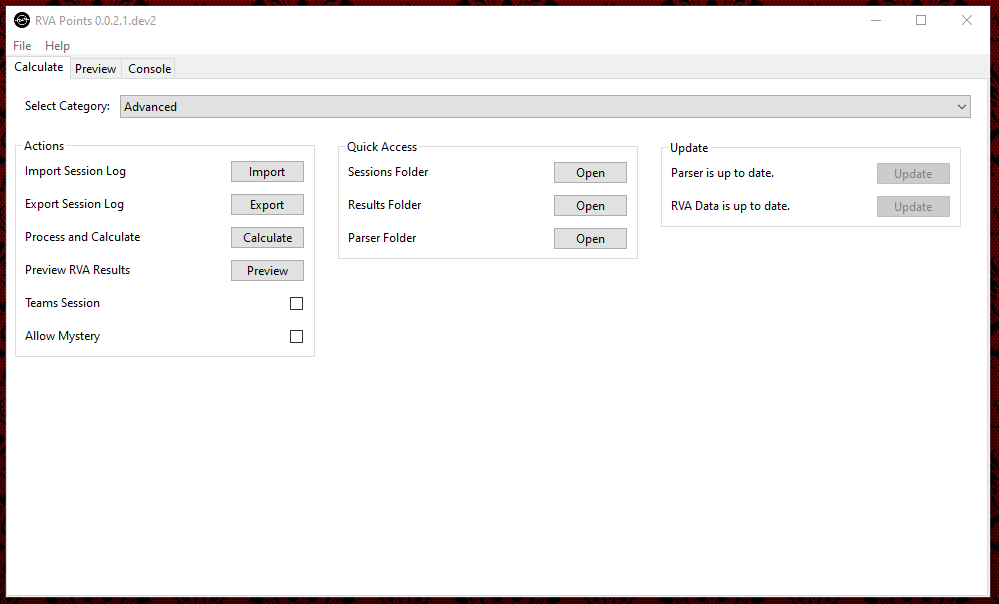 RVA Points 0.0.2.1.dev2
File Help
Calculate Preview Console
Select Category: Advanced
Actions
Import Session Log Import
Export Session Log Export
Process and Calculate Calculate
Preview RVA Results Preview
Teams Session
Allow Mystery
Quick Access
Sessions Folder Open
Results Folder Open
Parser Folder Open
Update
Parser is up to date. Update
RVA Data is up to date. Update